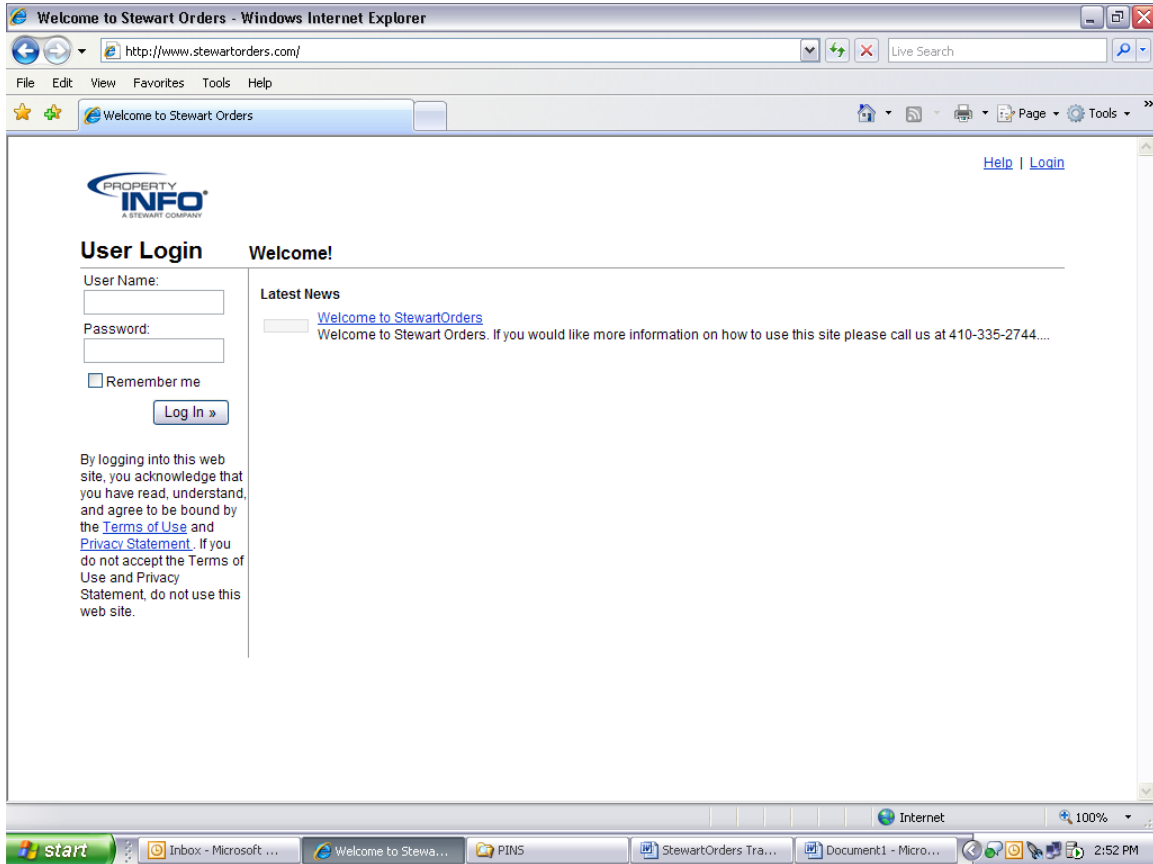 Welcome to Stewart Orders - Windows Internet Explorer
http://www.stewartorders.com/
Live Search
File Edit View Favorites Tools Help
Welcome to Stewart Orders
Page Tools
Help | Login
PROPERTY
INFO®
A STEWART COMPANY
User Login
Welcome!
User Name:
Password:
Remember me
Log In »
By logging into this web
site, you acknowledge that
you have read, understand,
and agree to be bound by
the Terms of Use and
Privacy Statement . If you
do not accept the Terms of
Use and Privacy
Statement, do not use this
web site.
Latest News
Welcome to StewartOrders
Welcome to Stewart Orders. If you would like more information on how to use this site please call us at 410-335-2744....
Internet
100%
start
Inbox - Microsoft ...
Welcome to Stewa...
PINS
StewartOrders Tra...
Document1 - Micro...
2:52 PM